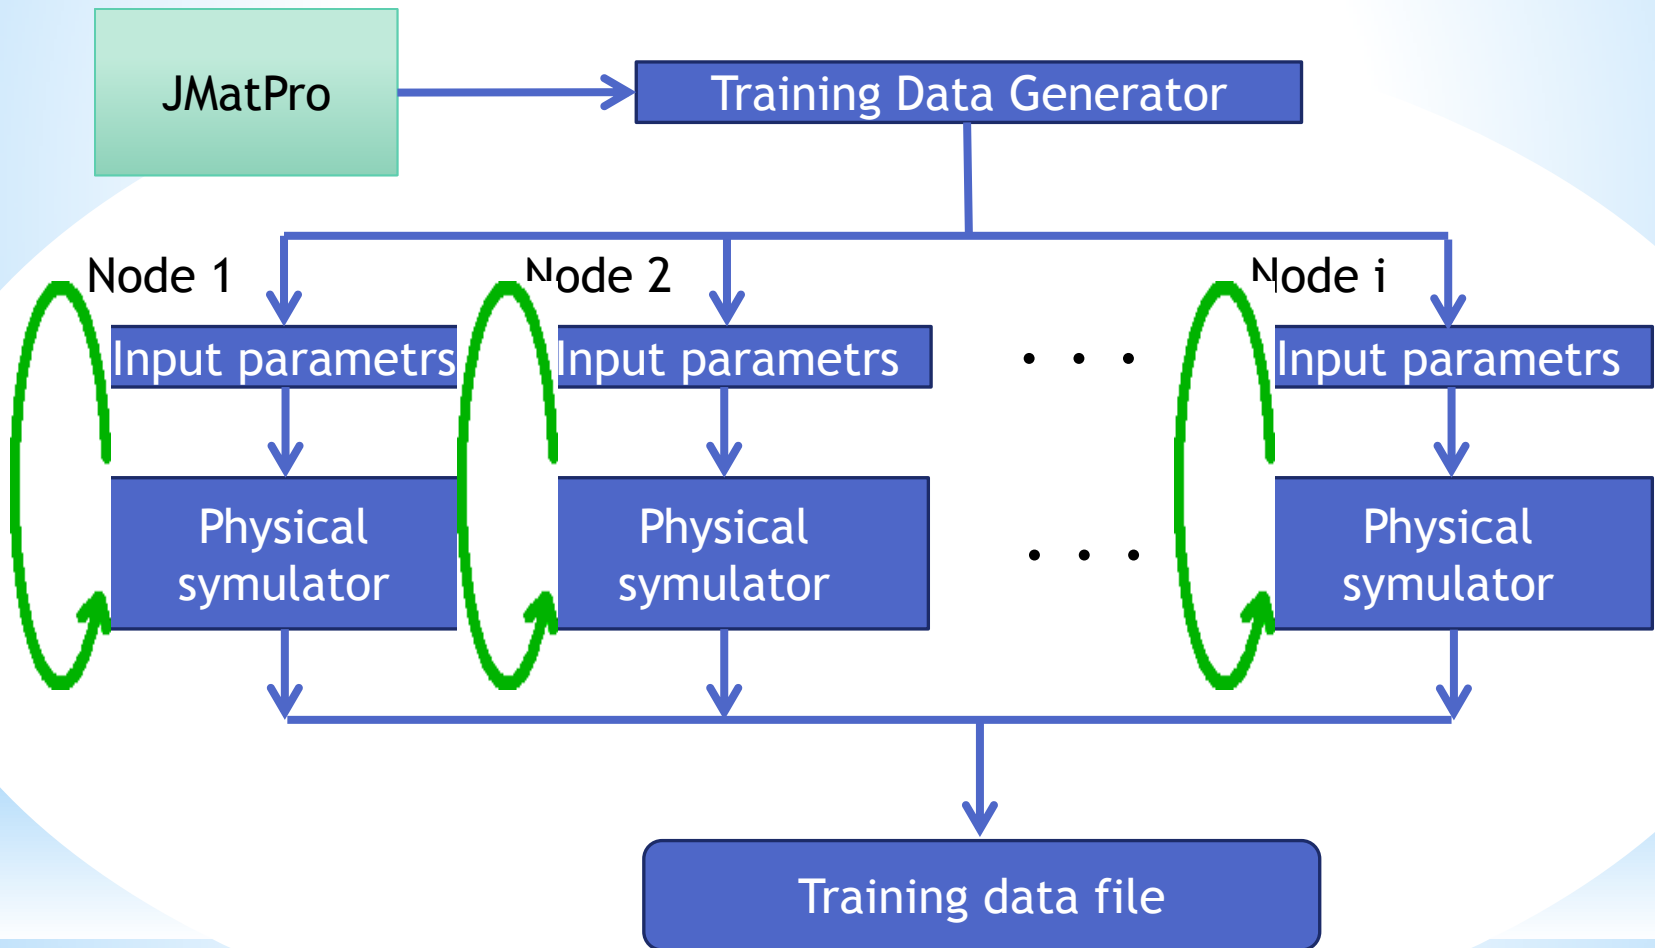 JMatPro
Training Data Generator
Node 1
Node 2
Node i
Input parametrs
Input parametrs
. . .
Input parametrs
Physical
symulator
Physical
symulator
. . .
Physical
symulator
Training data file